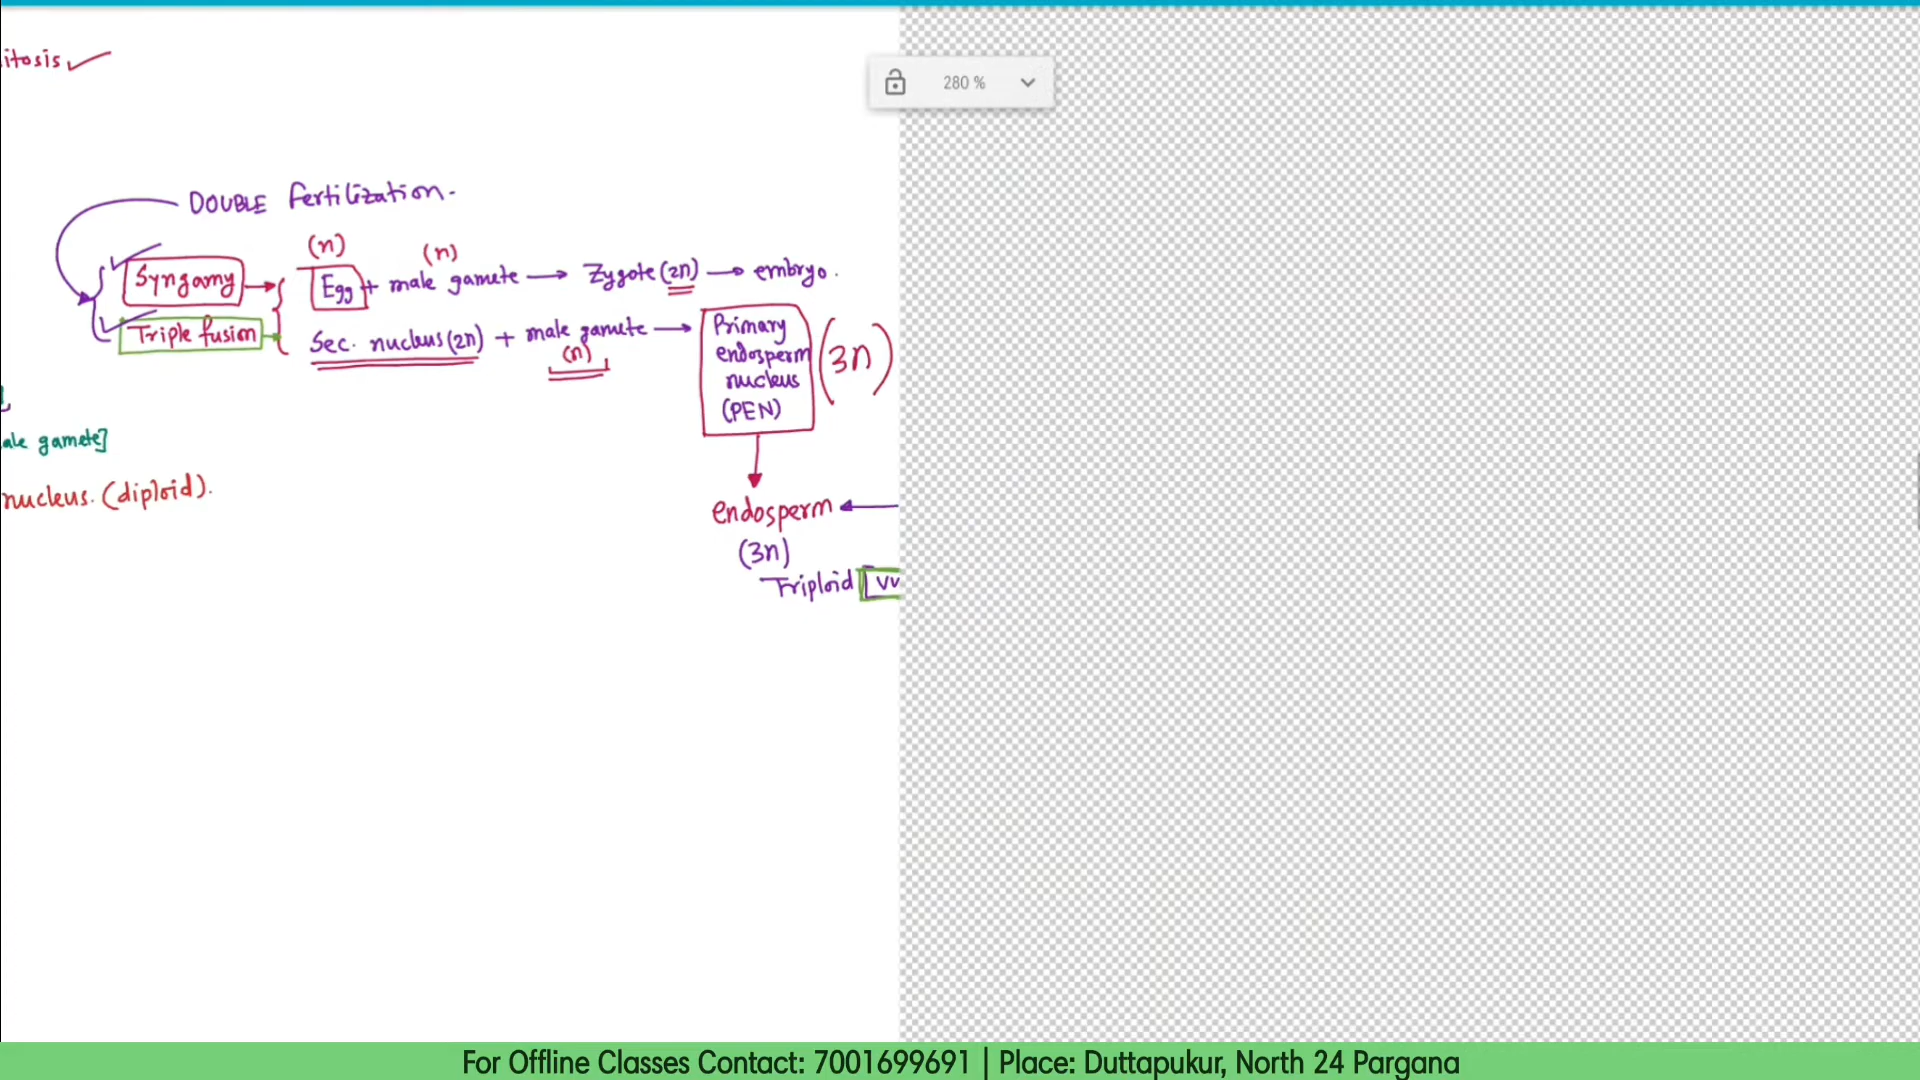 itosis
280 %
DOUBLE fertilization.
(n)
(n)
Syngamy
Egg + male gamete → Zygote (2n) → embryo.
Triple fusion
Sec. nucleus (2n) + male gamete →
(n)
Primary
endosperm
nucleus
(PEN)
(3n)
ale gamete]
nucleus. (diploid).
endosperm
(3n)
Triploid
For Offline Classes Contact: 7001699691 | Place: Duttapukur, North 24 Pargana